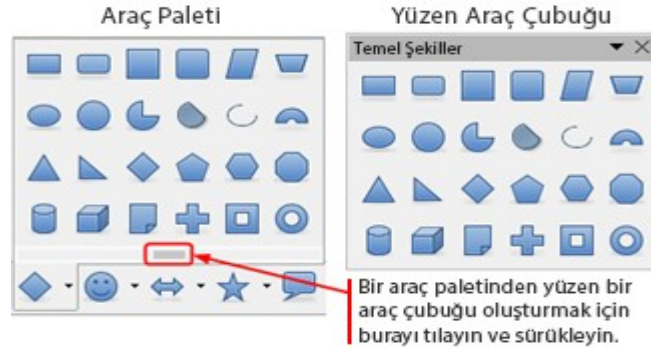 Araç Paleti
Yüzen Araç Çubuğu
Temel Şekiller
Bir araç paletinden yüzen bir
araç çubuğu oluşturmak için
burayı tılayın ve sürükleyin.